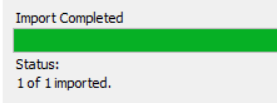 Import Completed
Status:
1 of 1 imported.